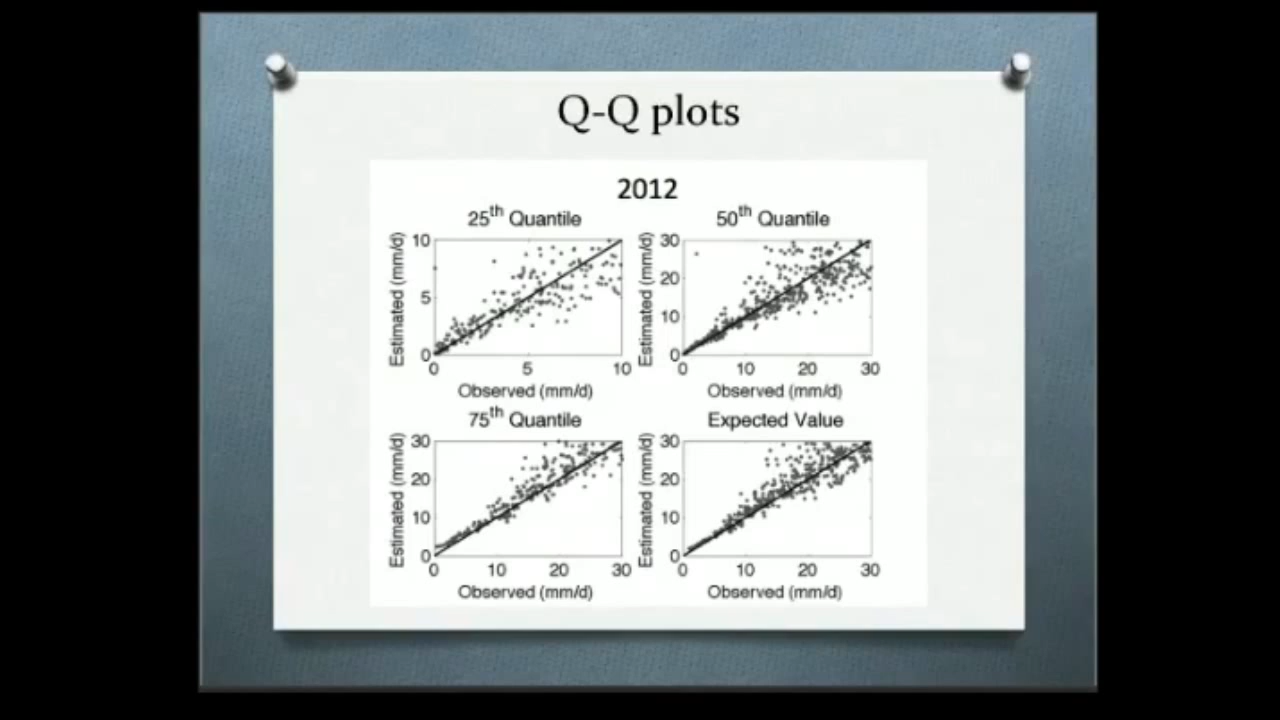 Q-Q plots
2012
25th Quantile
Estimated (mm/d)
10
5
0
0 5 10
Observed (mm/d)
50th Quantile
Estimated (mm/d)
30
20
10
0
0 10 20 30
Observed (mm/d)
75th Quantile
Estimated (mm/d)
30
20
10
0
0 10 20 30
Observed (mm/d)
Expected Value
Estimated (mm/d)
30
20
10
0
0 10 20 30
Observed (mm/d)